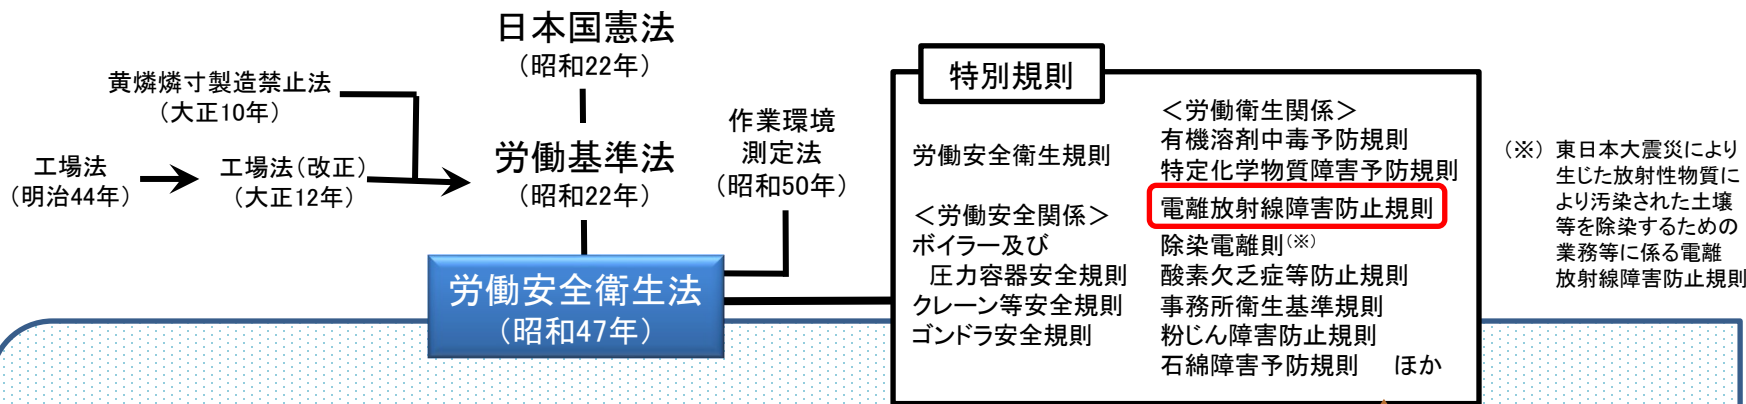 日本国憲法
（昭和22年）
黄燐燐寸製造禁止法
（大正10年）
工場法
（明治44年）
工場法（改正）
（大正12年）
労働基準法
（昭和22年）
作業環境
測定法
（昭和50年）
労働安全衛生法
（昭和47年）
特別規則
労働安全衛生規則
＜労働安全関係＞
ボイラー及び
圧力容器安全規則
クレーン等安全規則
ゴンドラ安全規則
＜労働衛生関係＞
有機溶剤中毒予防規則
特定化学物質障害予防規則
電離放射線障害防止規則
除染電離則（※）
酸素欠乏症等防止規則
事務所衛生基準規則
粉じん障害防止規則
石綿障害予防規則　ほか
（※）東日本大震災により
生じた放射性物質に
より汚染された土壌
等を除染するための
業務等に係る電離
放射線障害防止規則